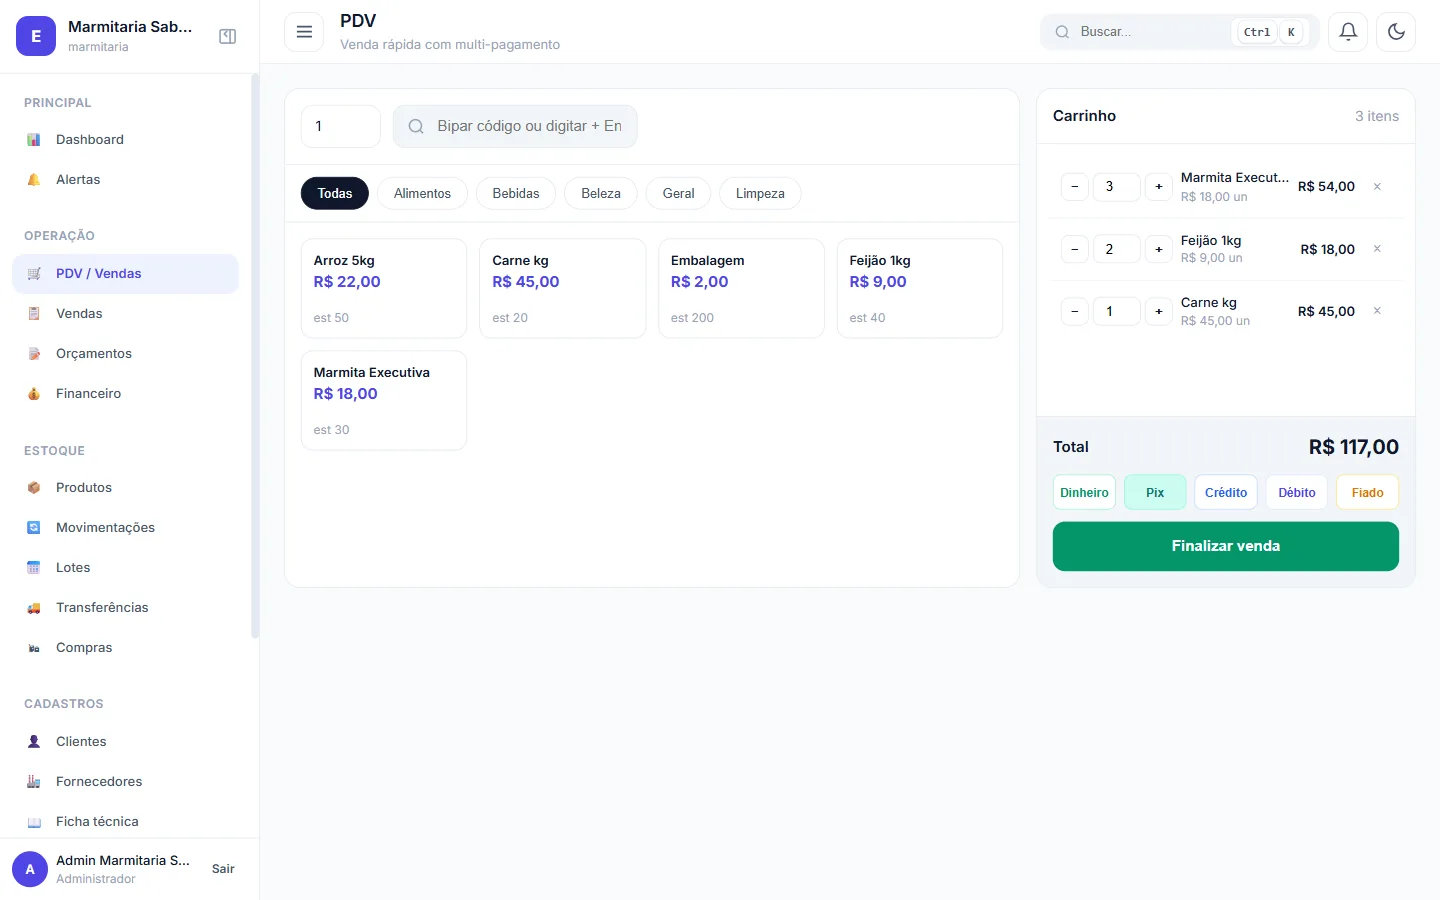 E
Marmitaria Sab...
marmitaria
PRINCIPAL
Dashboard
Alertas
OPERAÇÃO
PDV / Vendas
Vendas
Orçamentos
Financeiro
ESTOQUE
Produtos
Movimentações
Lotes
Transferências
Compras
CADASTROS
Clientes
Fornecedores
Ficha técnica
A
Admin Marmitaria S...
Administrador
Sair
PDV
Venda rápida com multi-pagamento
Buscar...
Ctrl K
1
Bipar código ou digitar + En
Todas Alimentos Bebidas Beleza Geral Limpeza
Arroz 5kg
R$ 22,00
est 50
Carne kg
R$ 45,00
est 20
Embalagem
R$ 2,00
est 200
Feijão 1kg
R$ 9,00
est 40
Marmita Executiva
R$ 18,00
est 30
Carrinho 3 itens
− 3 + Marmita Execut... R$ 54,00 ×
R$ 18,00 un
− 2 + Feijão 1kg R$ 18,00 ×
R$ 9,00 un
− 1 + Carne kg R$ 45,00 ×
R$ 45,00 un
Total R$ 117,00
Dinheiro Pix Crédito Débito Fiado
Finalizar venda